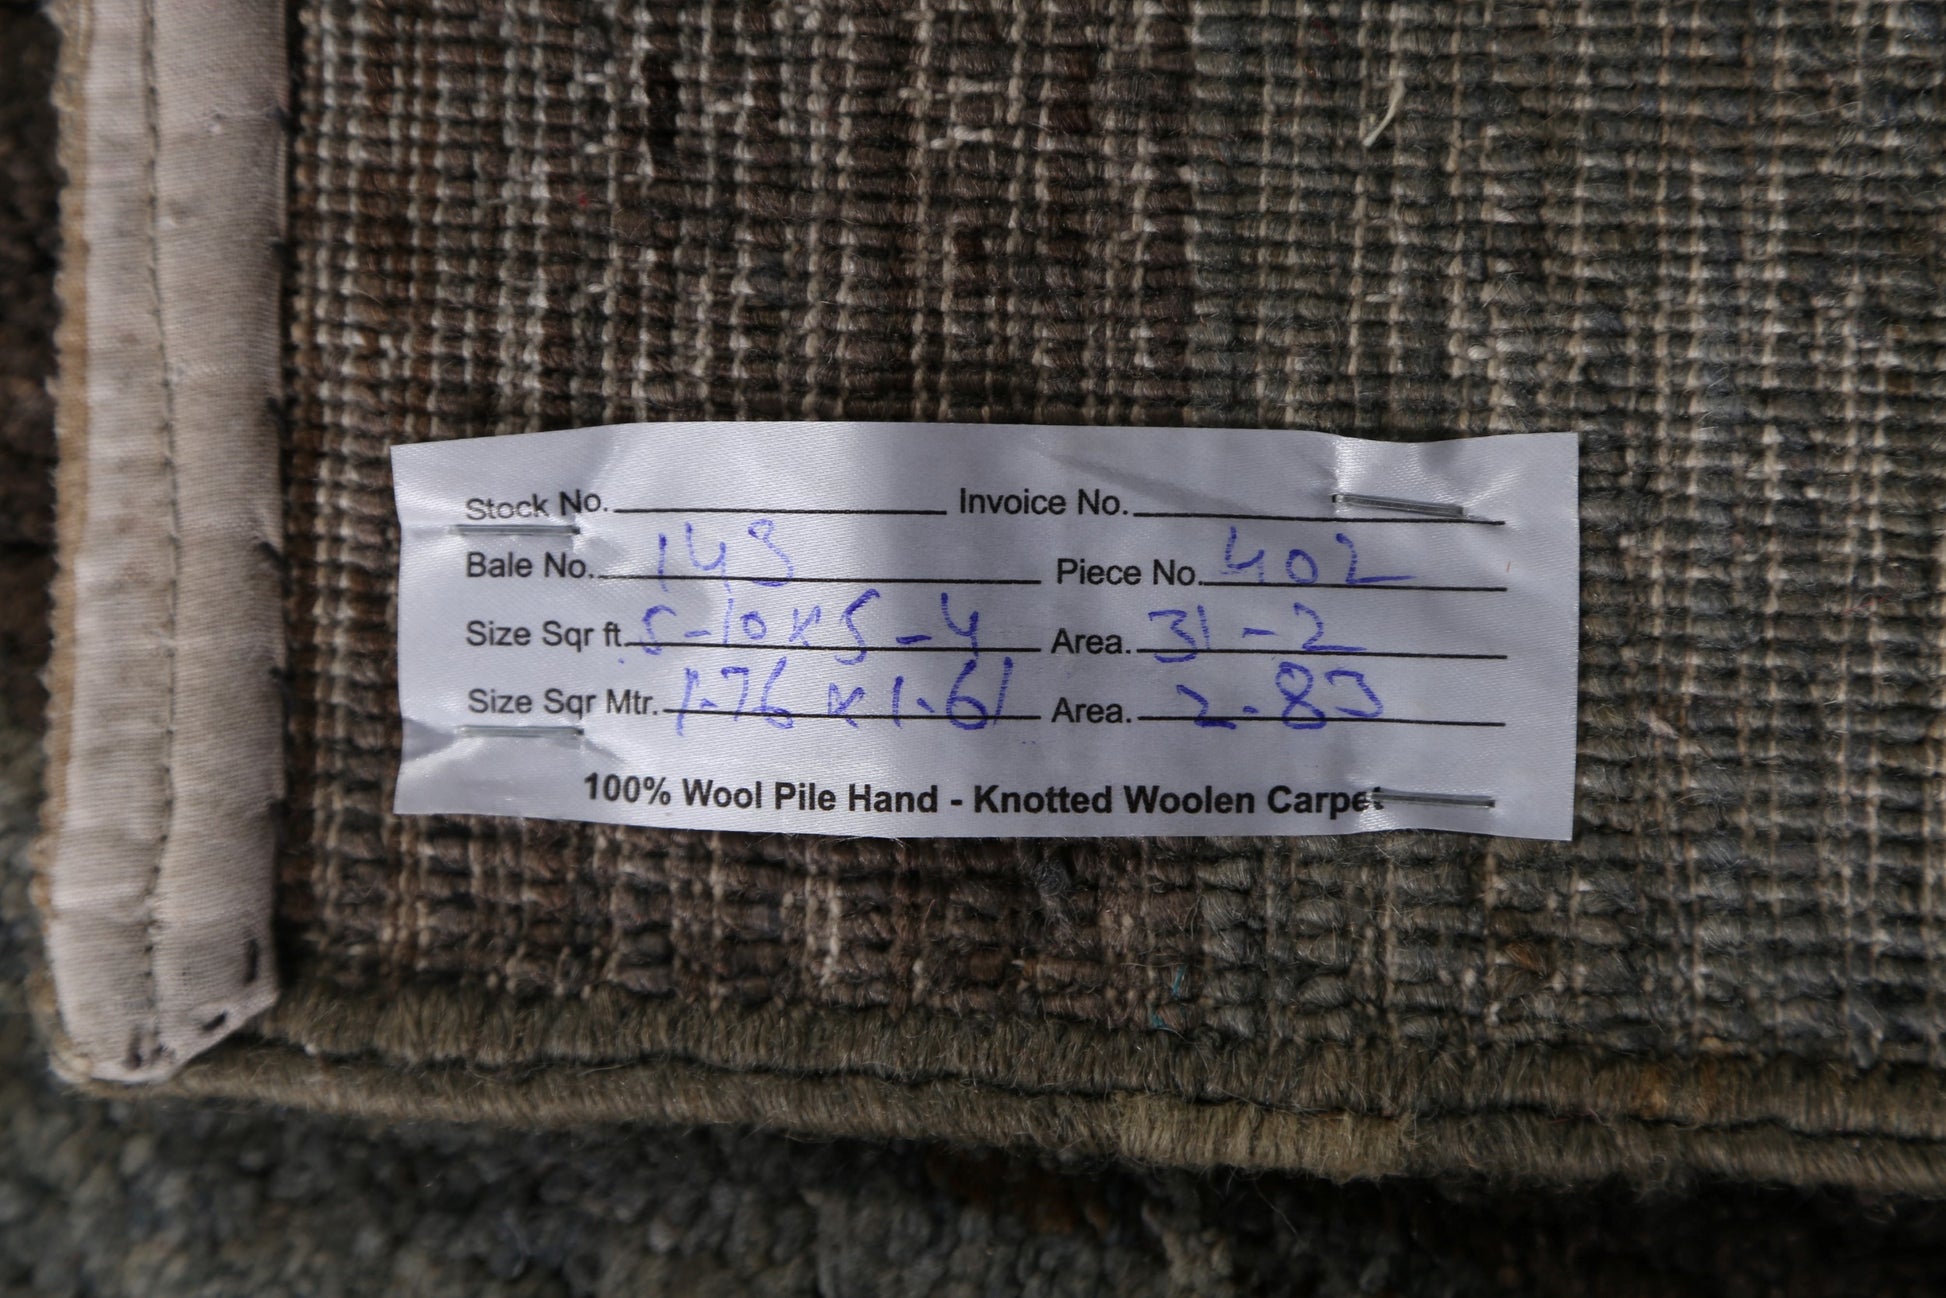 Stock No. Invoice No.
Bale No. 143 Piece No. 402
Size Sqr ft. 5-10 x 5-4 Area. 31-2
Size Sqr Mtr. 1.76 x 1.61 Area. 2.83
100% Wool Pile Hand - Knotted Woolen Carpet